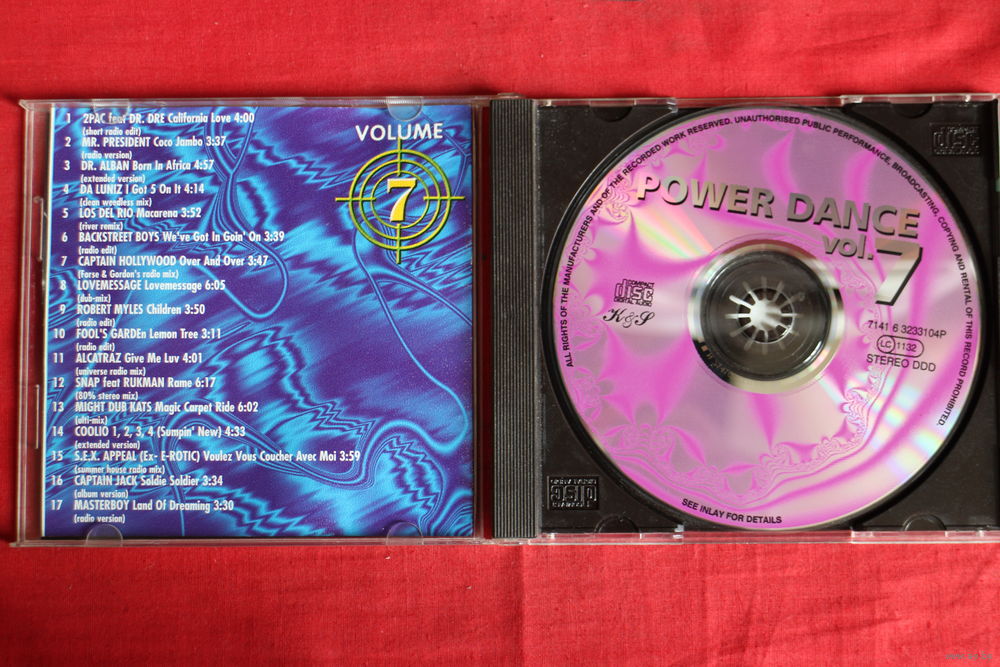 1 2PAC feat DR. DRE California Love 4:00
(short radio edit)
2 MR. PRESIDENT Coco Jambo 3:37
(radio version)
3 DR. ALBAN Born In Africa 4:57
(extended version)
4 DA LUNIZ I Got 5 On It 4:14
(clean weedless mix)
5 LOS DEL RIO Macarena 3:52
(river remix)
6 BACKSTREET BOYS We've Got In Goin' On 3:39
(radio edit)
7 CAPTAIN HOLLYWOOD Over And Over 3:47
(Farse & Gordon's radio mix)
8 LOVEMESSAGE Lovemessage 6:05
(dub-mix)
9 ROBERT MYLES Children 3:50
(radio edit)
10 FOOL'S GARDEn Lemon Tree 3:11
(radio edit)
11 ALCATRAZ Give Me Luv 4:01
(universe radio mix)
12 SNAP feat RUKMAN Rame 6:17
(80% stereo mix)
13 MIGHT DUB KATS Magic Carpet Ride 6:02
(ulti-mix)
14 COOLIO 1, 2, 3, 4 (Sumpin' New) 4:33
(extended version)
15 S.E.X. APPEAL (Ex- E-ROTIC) Voulez Vous Coucher Avec Moi 3:59
(summer house radio mix)
16 CAPTAIN JACK Soldie Soldier 3:34
(album version)
17 MASTERBOY Land Of Dreaming 3:30
(radio version)
VOLUME
7
ALL RIGHTS OF THE MANUFACTURERS AND OF THE RECORDED WORK RESERVED. UNAUTHORISED PUBLIC PERFORMANCE, BROADCASTING, COPYING AND RENTAL OF THIS RECORD PROHIBITED.
POWER DANCE
vol.7
COMPACT
disc
DIGITAL AUDIO
K&S
7141 6 3233104P
LC 1132
STEREO DDD
SEE INLAY FOR DETAILS